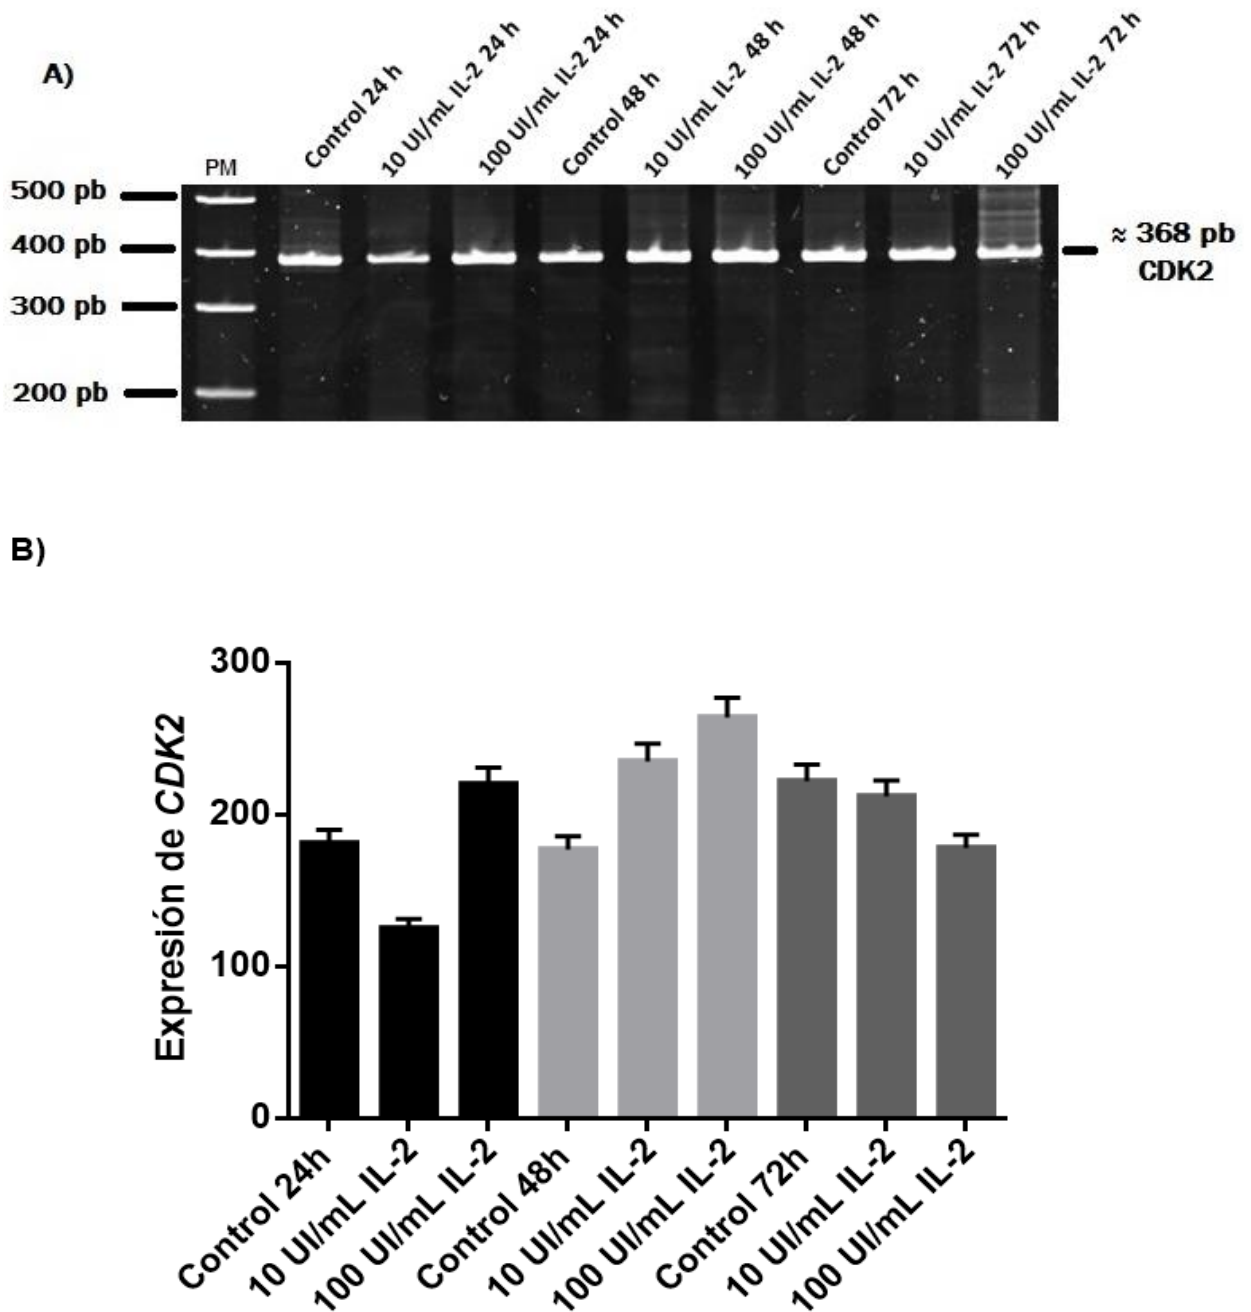 A)
PM
Control 24 h
10 UI/mL IL-2 24 h
100 UI/mL IL-2 24 h
Control 48 h
10 UI/mL IL-2 48 h
100 UI/mL IL-2 48 h
Control 72 h
10 UI/mL IL-2 72 h
100 UI/mL IL-2 72 h
500 pb
400 pb
300 pb
200 pb
≈ 368 pb
CDK2
B)
Expresión de CDK2
300
200
100
0
Control 24h
10 UI/mL IL-2
100 UI/mL IL-2
Control 48h
10 UI/mL IL-2
100 UI/mL IL-2
Control 72h
10 UI/mL IL-2
100 UI/mL IL-2